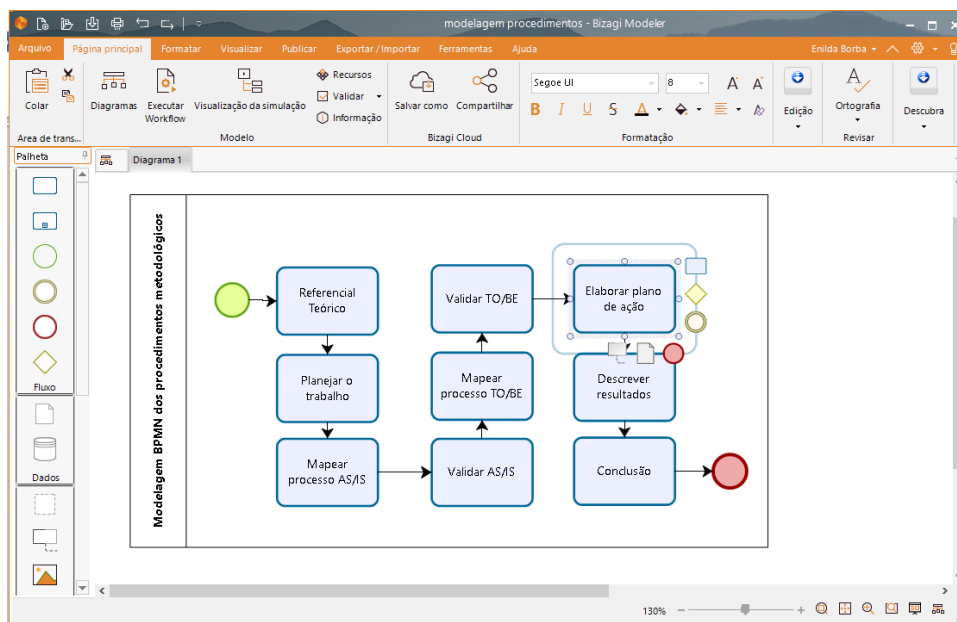 modelagem procedimentos - Bizagi Modeler
Arquivo Página principal Formatar Visualizar Publicar Exportar / Importar Ferramentas Ajuda Enilda Borba
Colar
Area de trans...
Diagramas
Executar
Workflow
Visualização da simulação
Recursos
Validar
Informação
Modelo
Salvar como
Compartilhar
Bizagi Cloud
Segoe UI 8
A A
B I U S A
Formatação
Edição
Ortografia
Revisar
Descubra
Palheta
Diagrama 1
Fluxo
Dados
Modelagem BPMN dos procedimentos metodológicos
Referencial
Teórico
Planejar o
trabalho
Mapear
processo AS/IS
Validar AS/IS
Mapear
processo TO/BE
Validar TO/BE
Elaborar plano
de ação
Descrever
resultados
Conclusão
130%